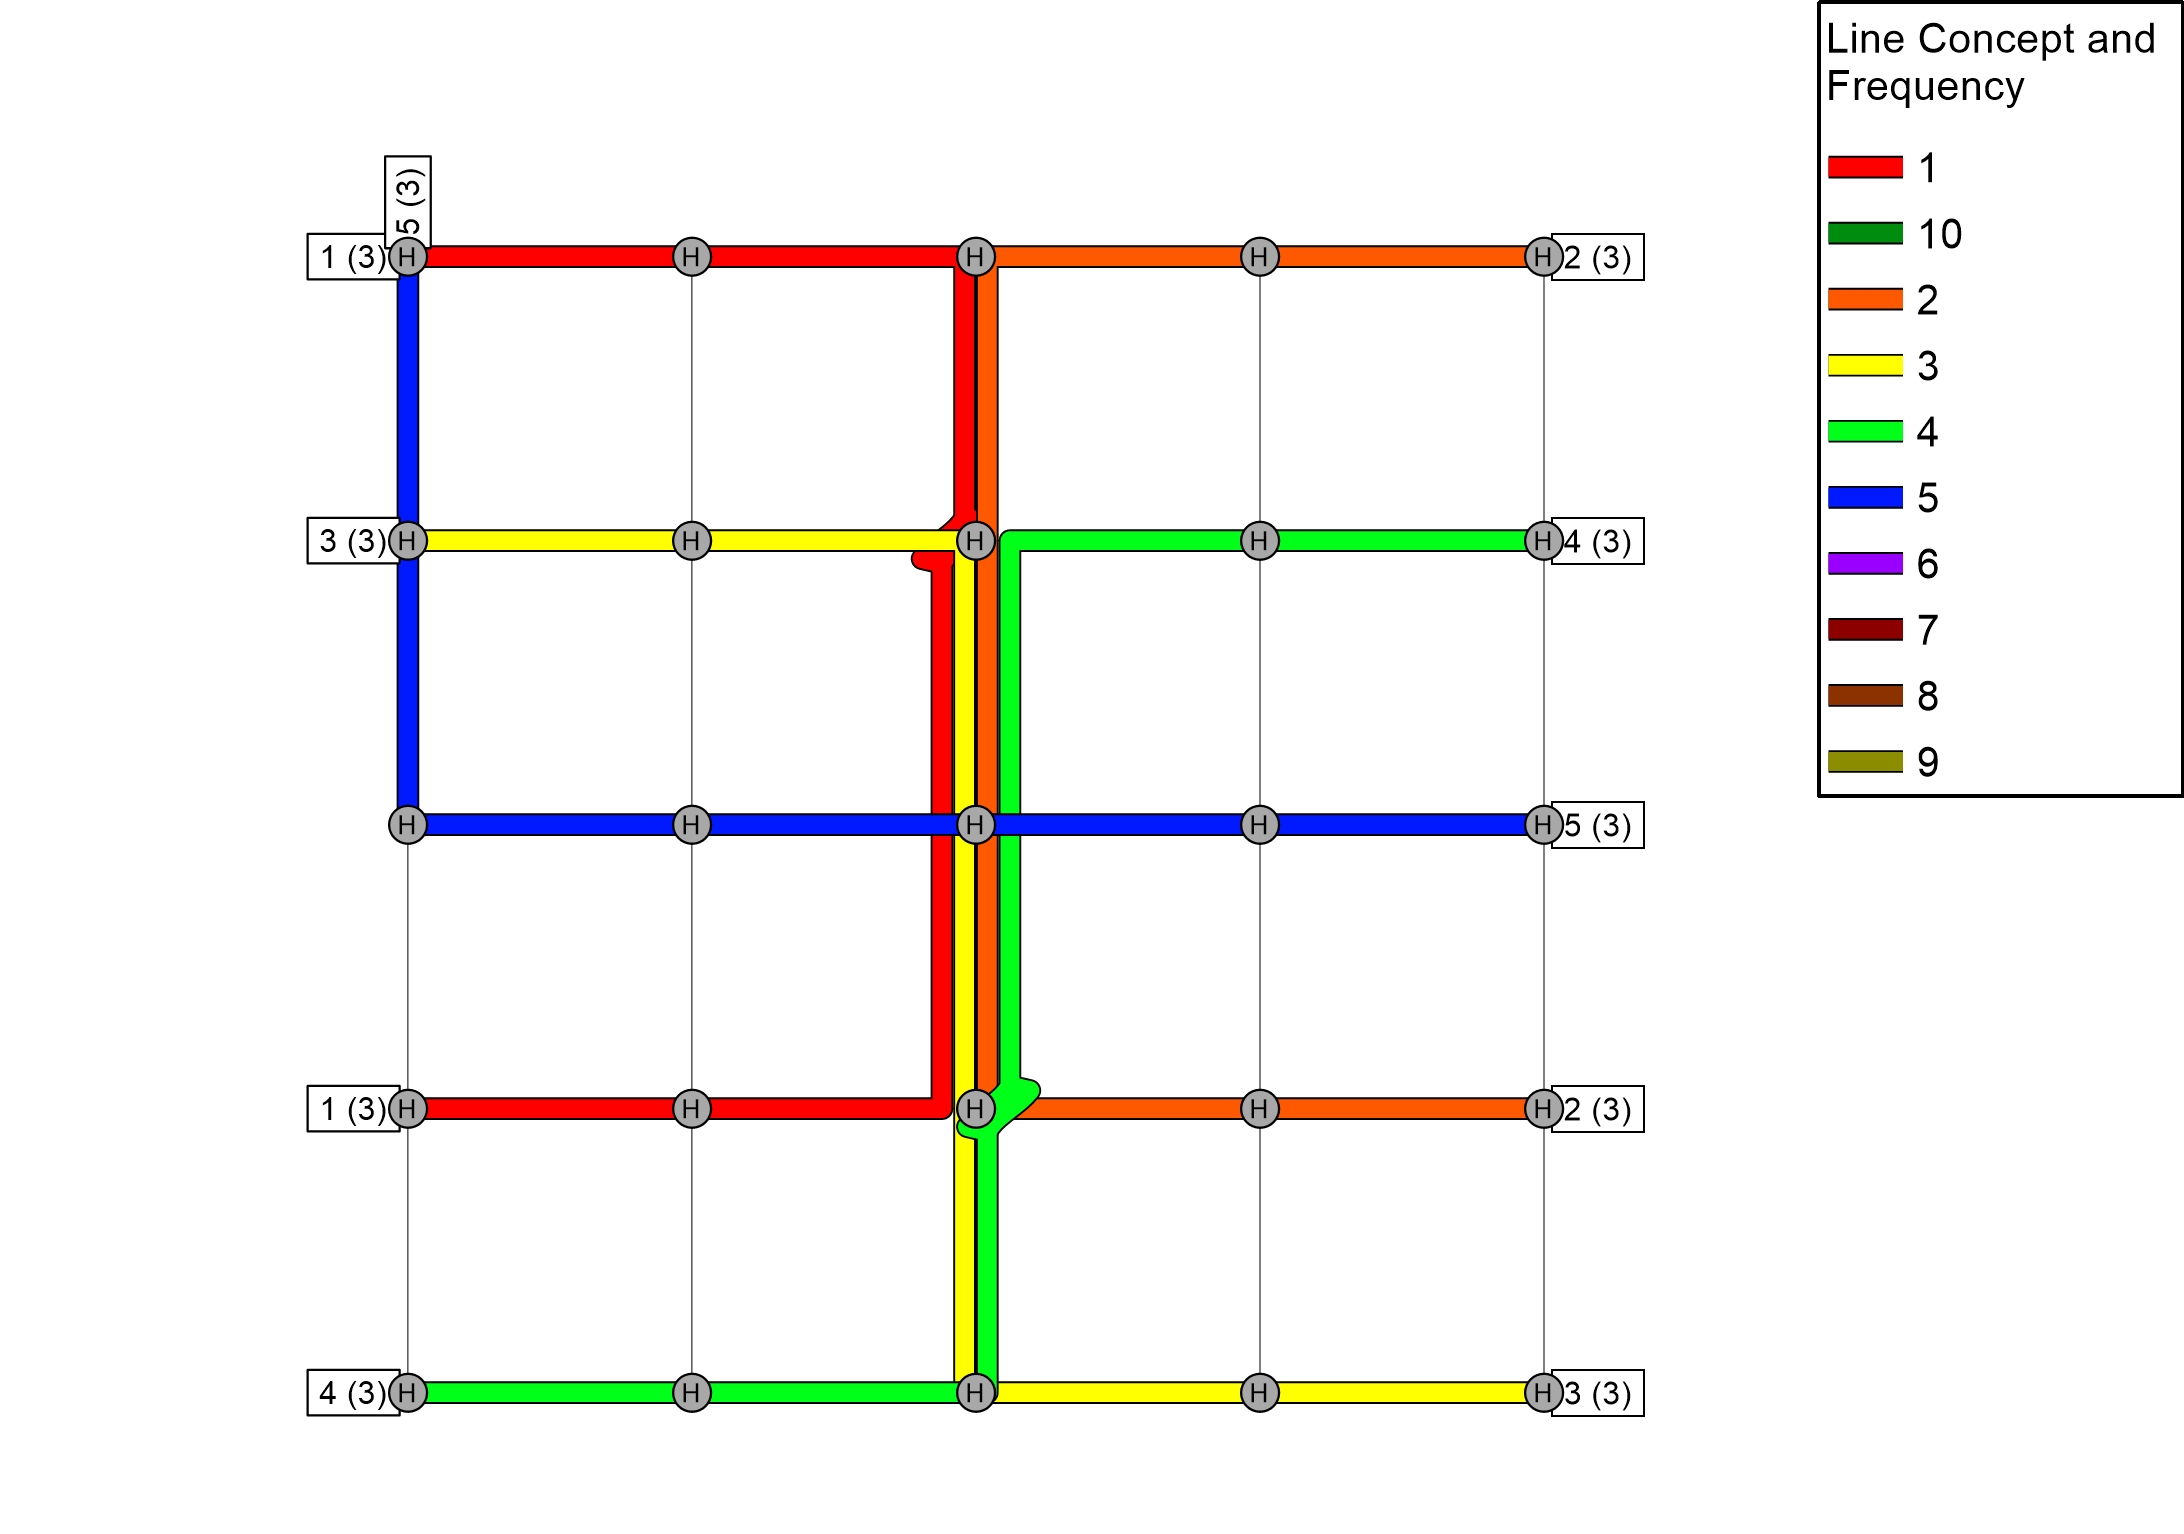 5 (3)
1 (3) H H H H H 2 (3)
3 (3) H H H H H 4 (3)
H H H H H 5 (3)
1 (3) H H H H H 2 (3)
4 (3) H H H H H 3 (3)
Line Concept and
Frequency
1
10
2
3
4
5
6
7
8
9